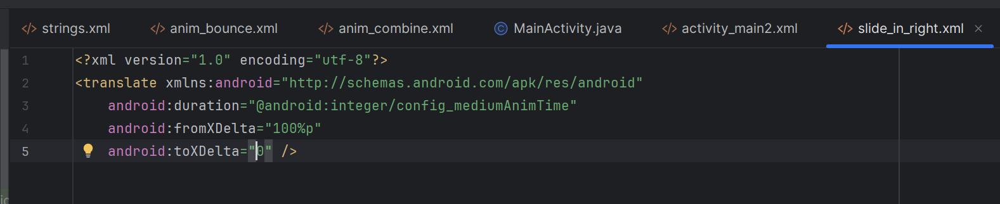 strings.xml
anim_bounce.xml
anim_combine.xml
MainActivity.java
activity_main2.xml
slide_in_right.xml
1 <?xml version="1.0" encoding="utf-8"?>
2 <translate xmlns:android="http://schemas.android.com/apk/res/android"
3 android:duration="@android:integer/config_mediumAnimTime"
4 android:fromXDelta="100%p"
5 android:toXDelta="0" />